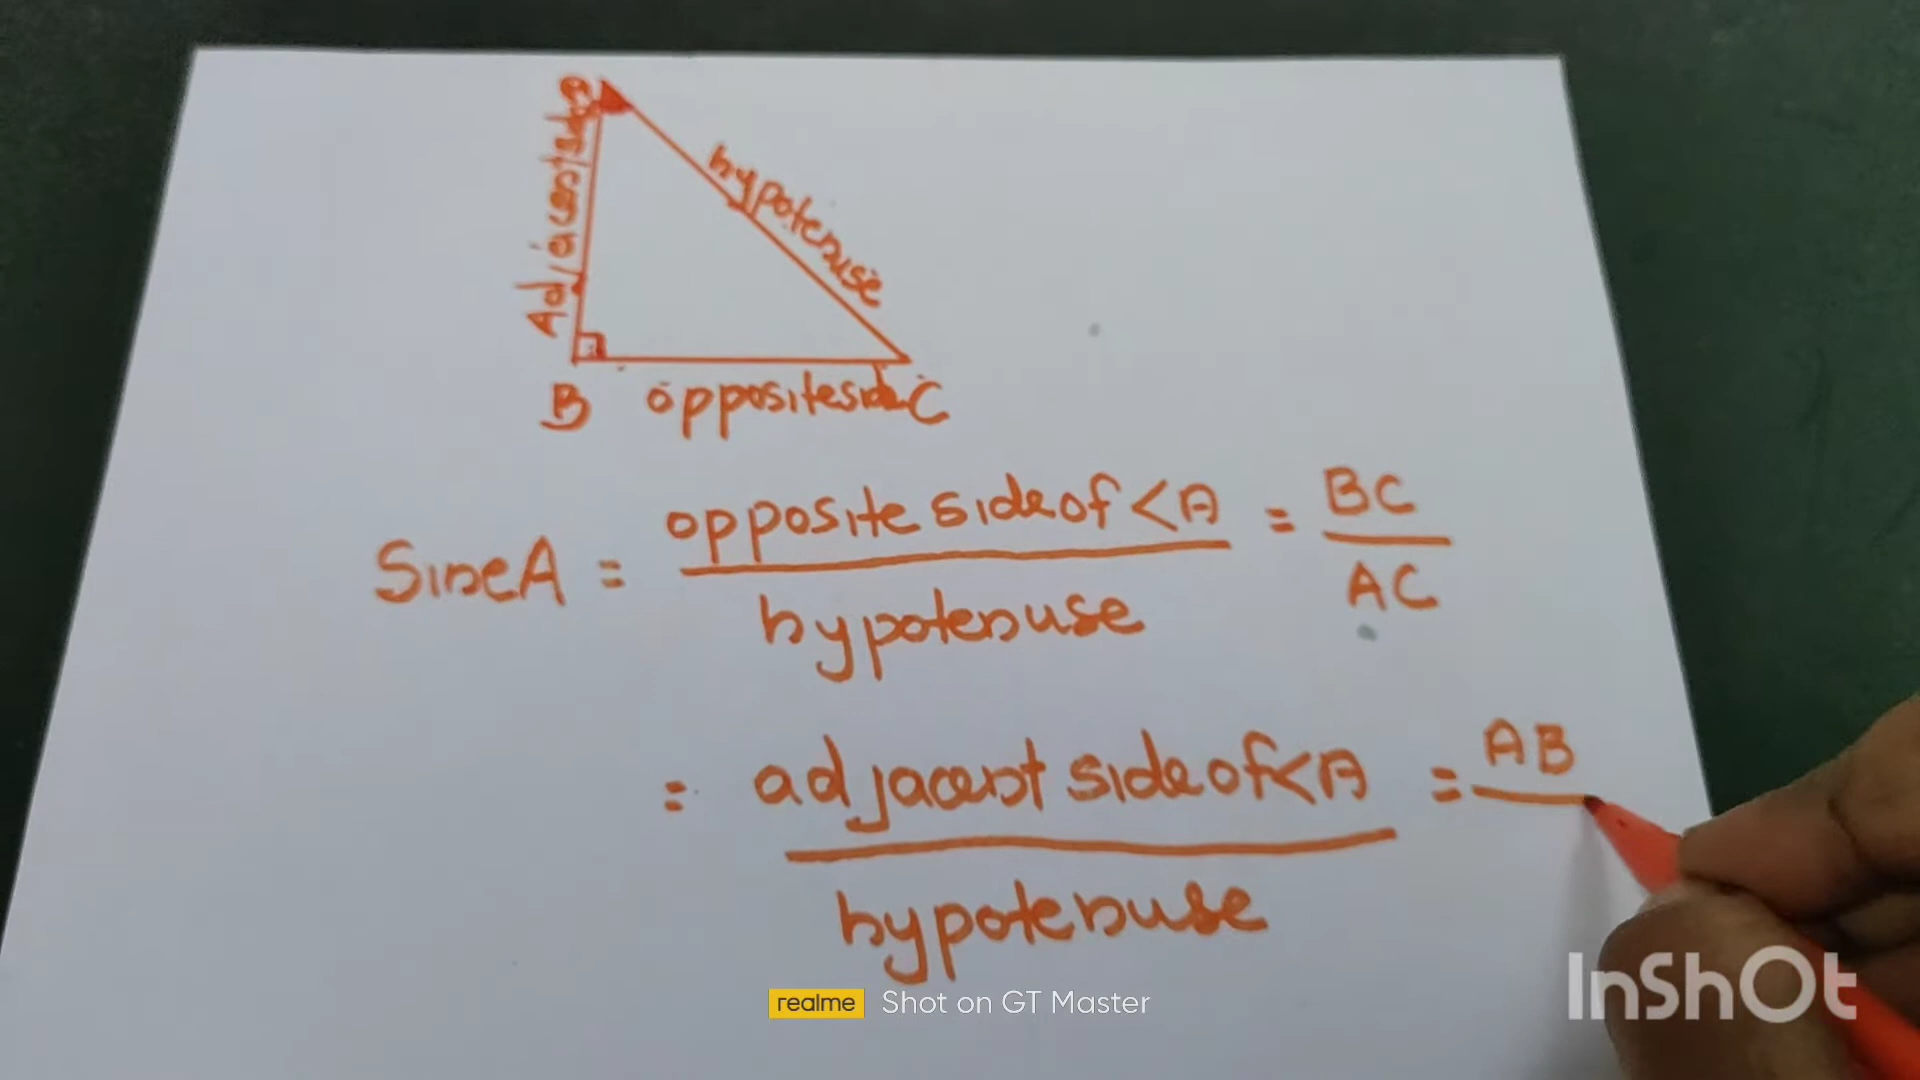 A
Adjacentside
hypotenuse
B oppositeside C
SineA = opposite side of <A = BC
hypotenuse AC
= adjacent side of <A = AB
hypotenuse
realme Shot on GT Master
InShOt